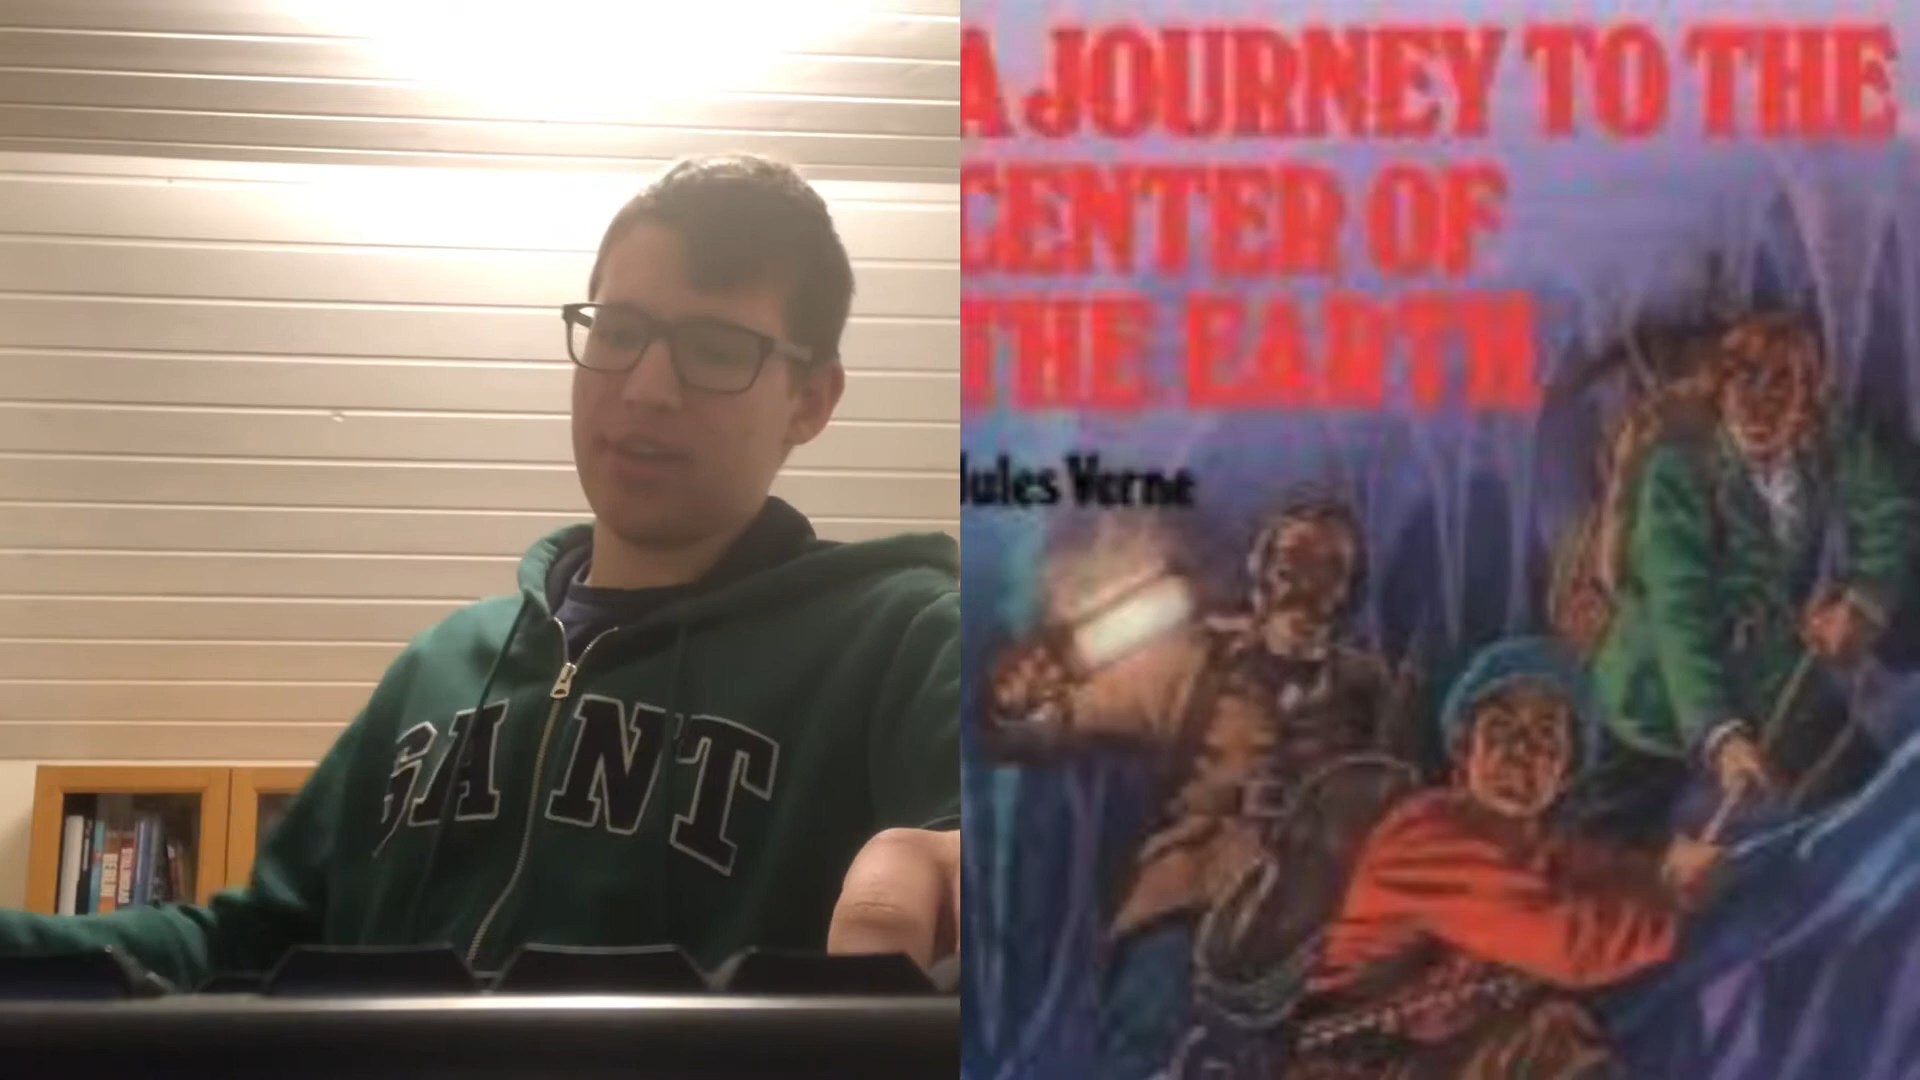 GANT
A JOURNEY TO THE
CENTER OF
THE EARTH
Jules Verne